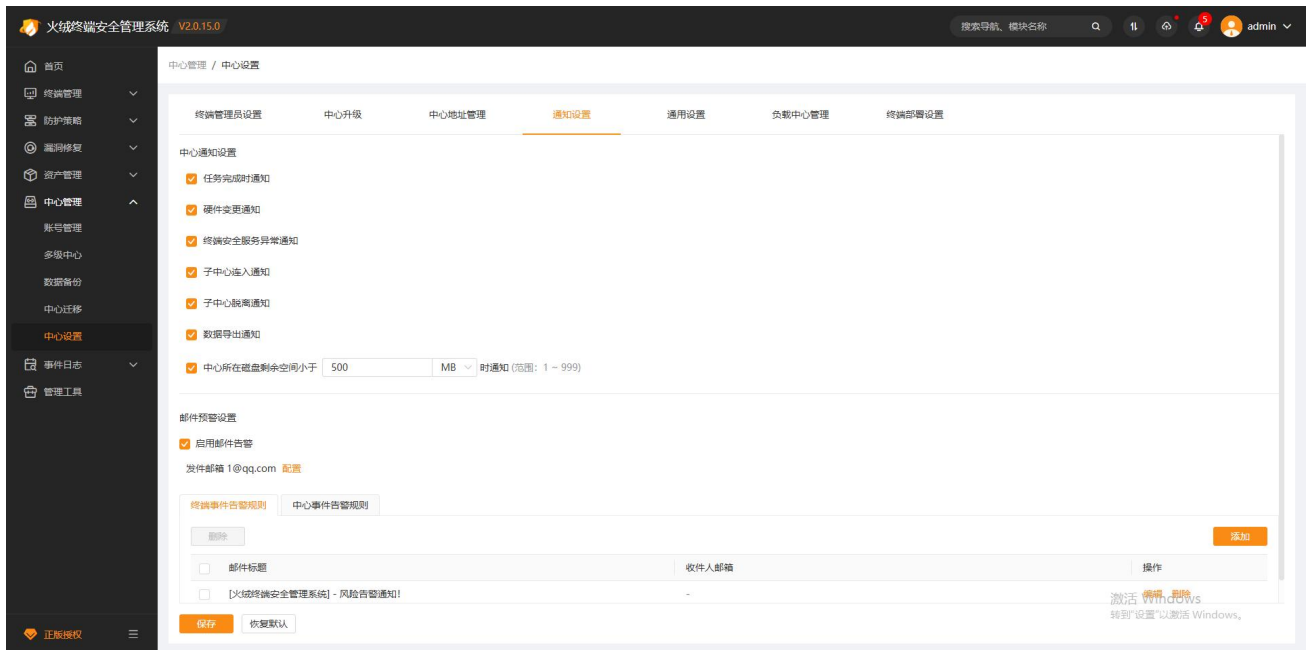 火绒终端安全管理系统 V2.0.15.0
搜索导航、模块名称
5
admin
首页
终端管理
防护策略
漏洞修复
资产管理
中心管理
账号管理
多级中心
数据备份
中心迁移
中心设置
事件日志
管理工具
正版授权
中心管理 / 中心设置
终端管理员设置 中心升级 中心地址管理 通知设置 通用设置 负载中心管理 终端部署设置
中心通知设置
任务完成时通知
硬件变更通知
终端安全服务异常通知
子中心连入通知
子中心脱离通知
数据导出通知
中心所在磁盘剩余空间小于 500 MB 时通知 (范围: 1 ~ 999)
邮件预警设置
启用邮件告警
发件邮箱 1@qq.com 配置
终端事件告警规则 中心事件告警规则
删除 添加
邮件标题 收件人邮箱 操作
[火绒终端安全管理系统] - 风险告警通知! - 编辑 删除
激活 Windows
转到"设置"以激活 Windows。
保存 恢复默认